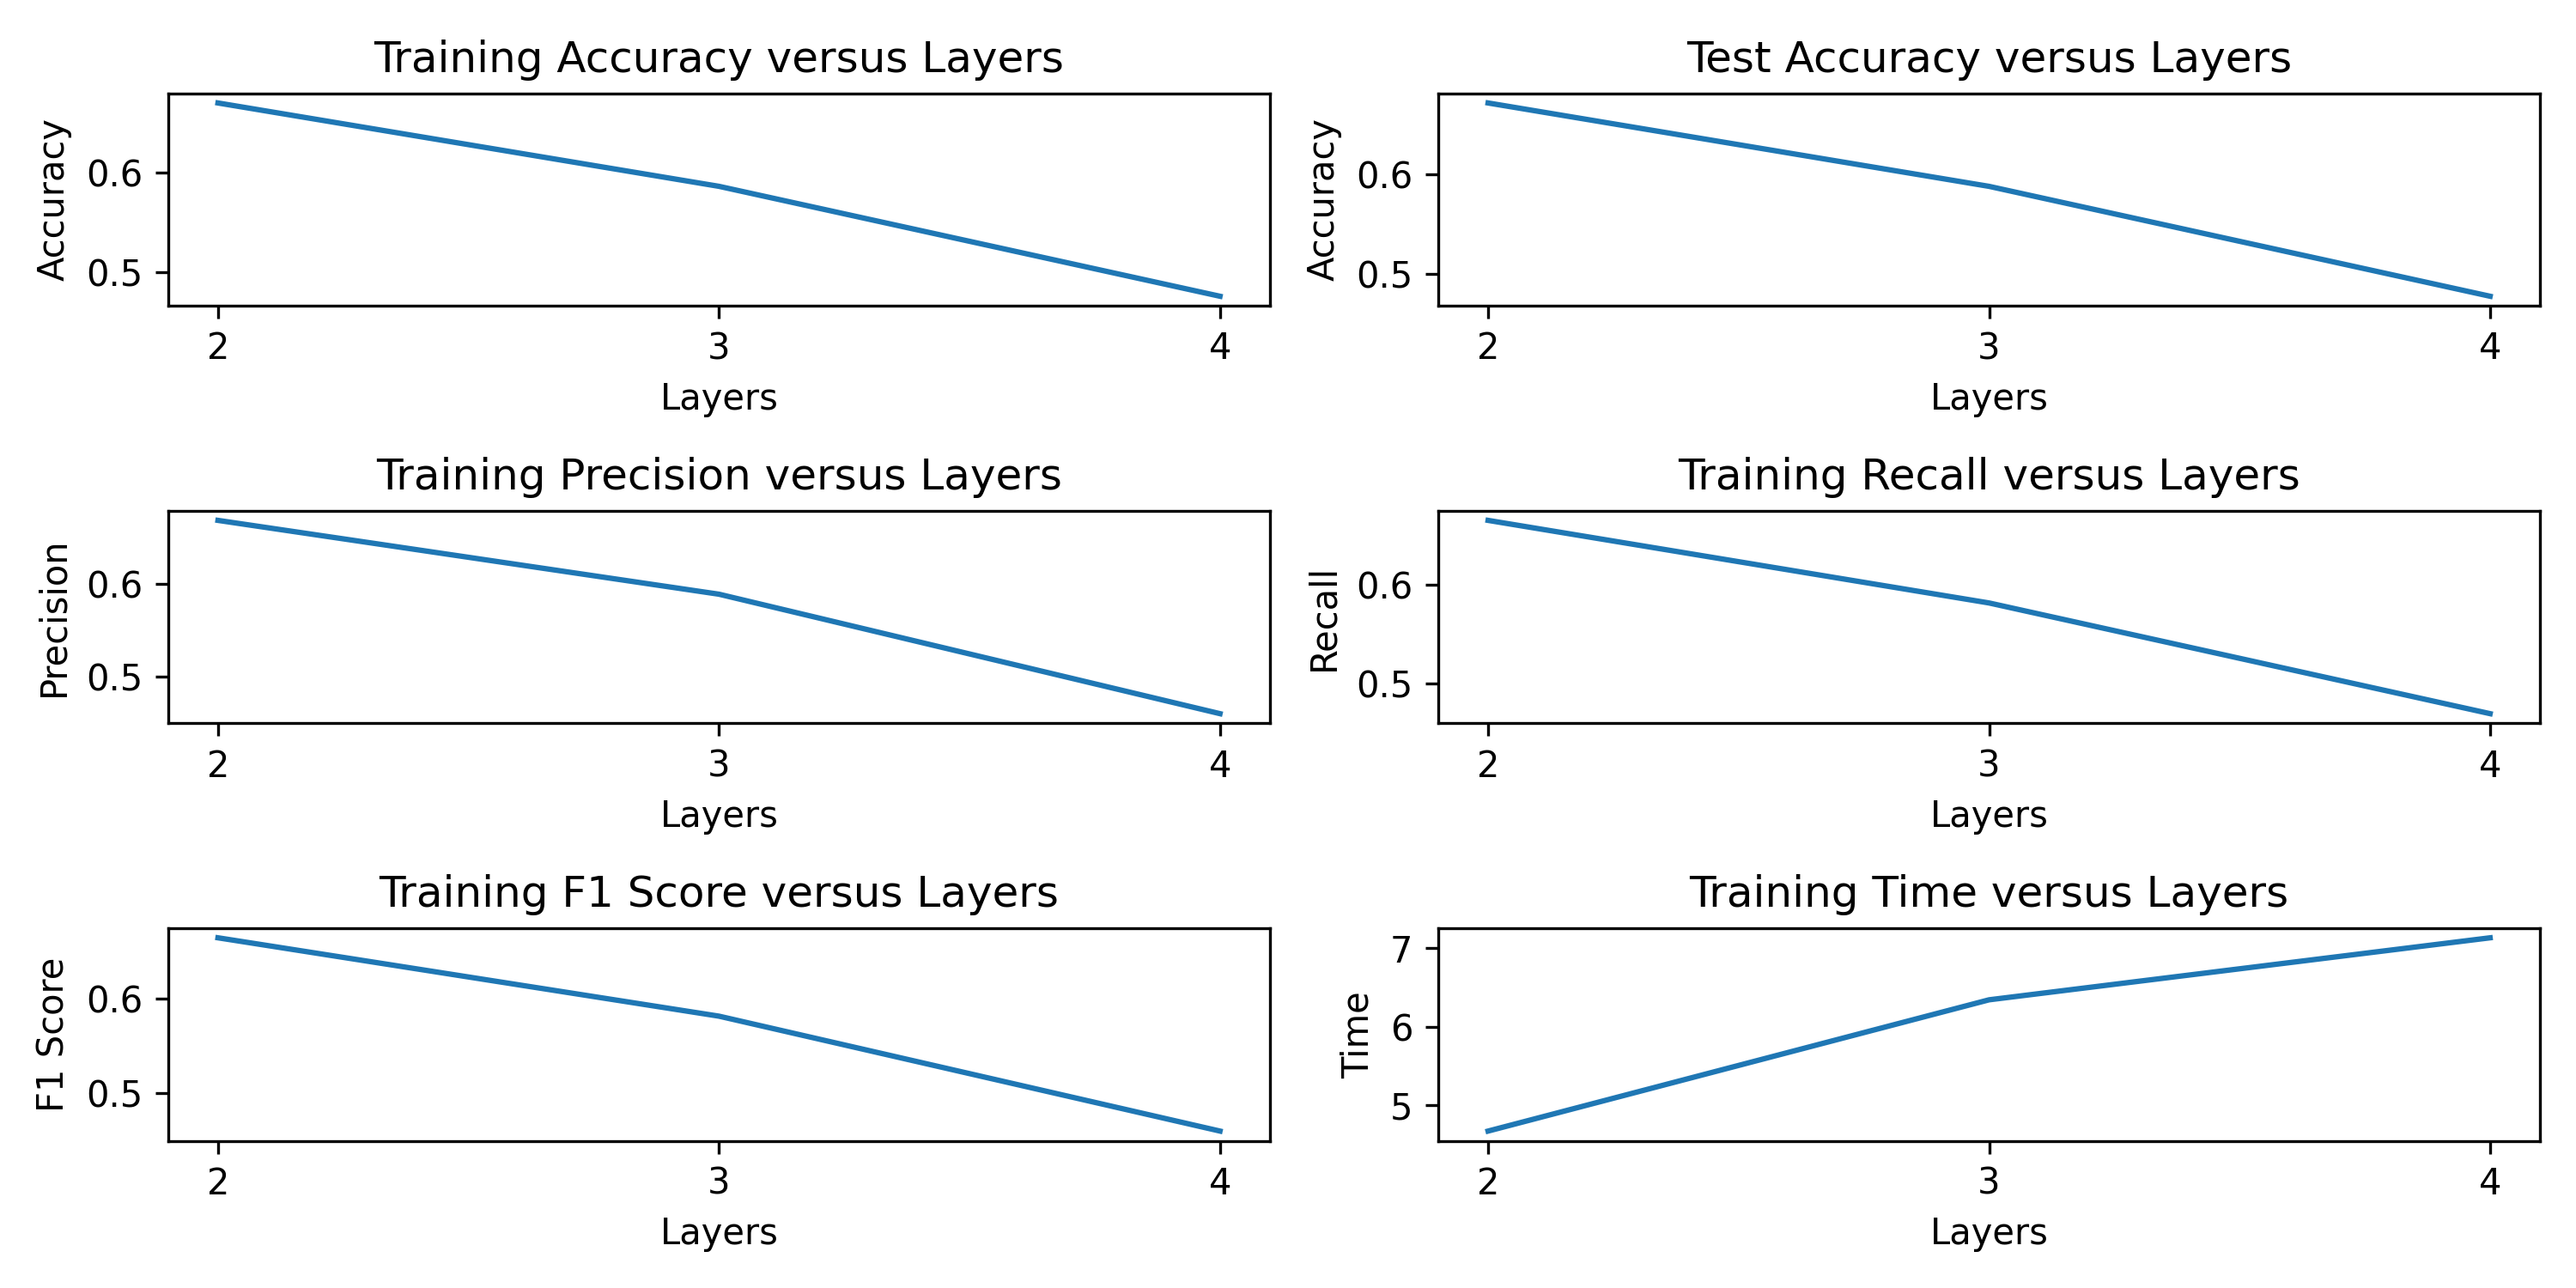 Training Accuracy versus Layers
Accuracy
0.6
0.5
2 3 4
Layers
Test Accuracy versus Layers
Accuracy
0.6
0.5
2 3 4
Layers
Training Precision versus Layers
Precision
0.6
0.5
2 3 4
Layers
Training Recall versus Layers
Recall
0.6
0.5
2 3 4
Layers
Training F1 Score versus Layers
F1 Score
0.6
0.5
2 3 4
Layers
Training Time versus Layers
Time
7
6
5
2 3 4
Layers